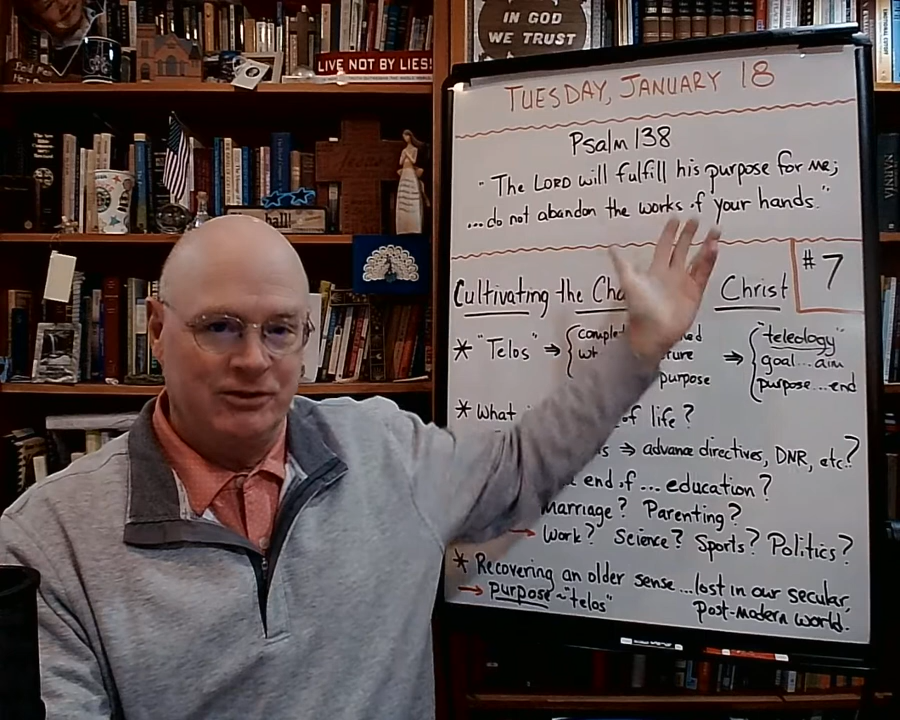 IN GOD
WE TRUST
LIVE NOT BY LIES!
ball!
NARNIA
TUESDAY, JANUARY 18
Psalm 138
"The LORD will fulfill his purpose for me;
...do not abandon the works of your hands."
#7
Cultivating the Cha Christ
* "Telos" ⇒ { comple ed
wh ture
purpose
⇒ { "teleology"
goal...aim
purpose...end
* What of life?
s ⇒ advance directives, DNR, etc?
end of... education?
Marriage? Parenting?
→ Work? Science? Sports? Politics?
* Recovering an older sense...lost in our secular,
→ purpose ~ "telos" post-modern world.